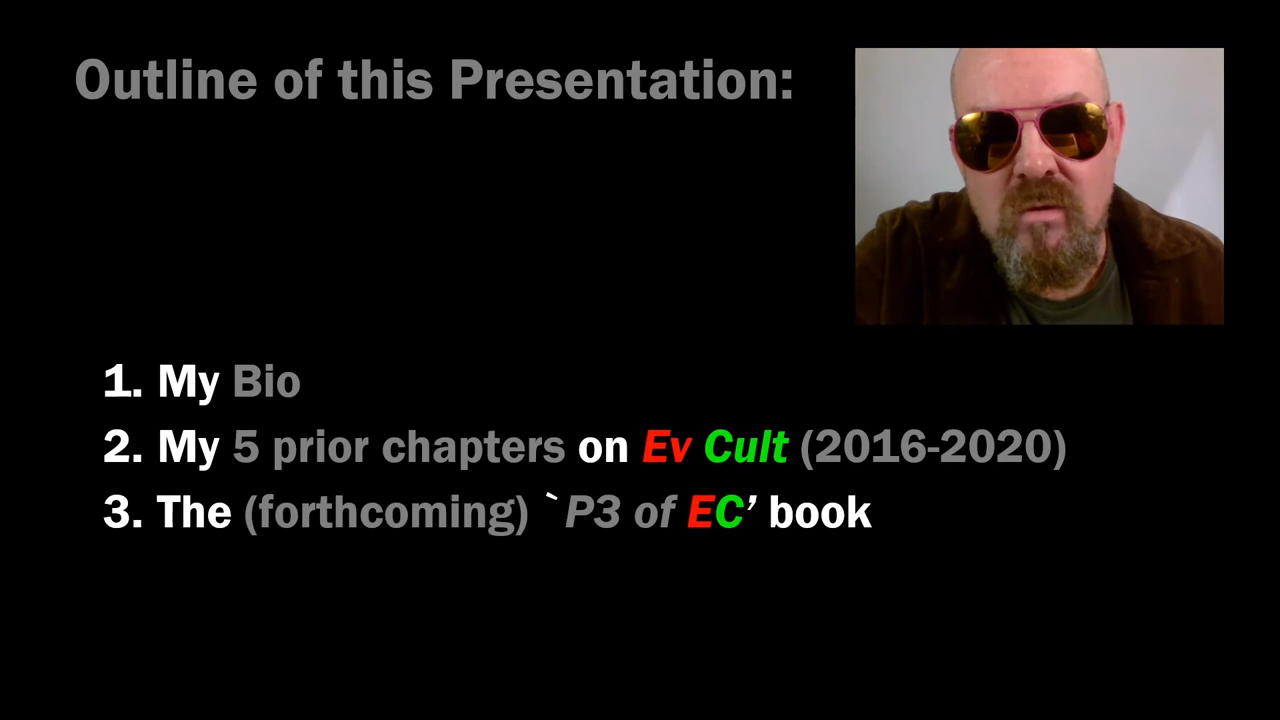 Outline of this Presentation:
1. My Bio
2. My 5 prior chapters on Ev Cult (2016-2020)
3. The (forthcoming) `P3 of EC’ book